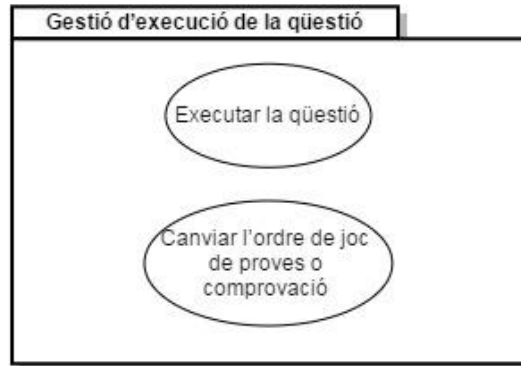 Gestió d'execució de la qüestió
Executar la qüestió
Canviar l'ordre de joc
de proves o
comprovació